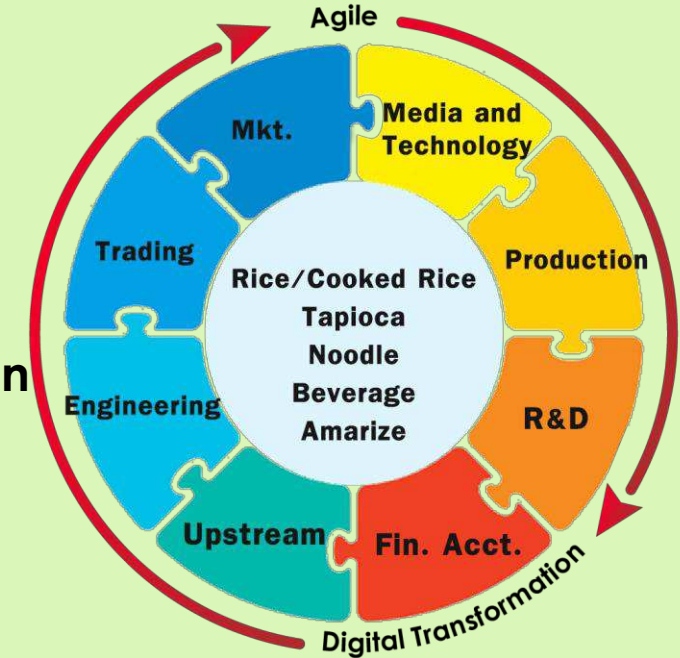 Agile
Mkt.
Media and
Technology
Trading
Production
Rice/Cooked Rice
Tapioca
Noodle
Beverage
Amarize
n
Engineering
R&D
Upstream
Fin. Acct.
Digital Transformation